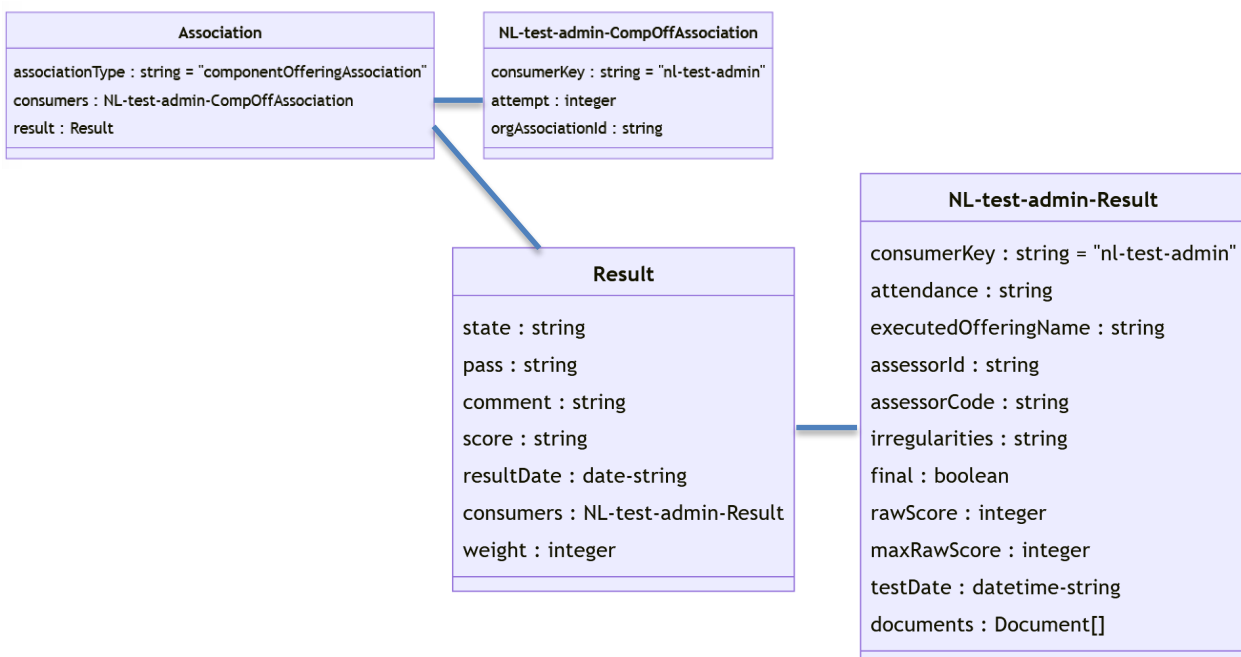 Association
associationType : string = "componentOfferingAssociation"
consumers : NL-test-admin-CompOffAssociation
result : Result
NL-test-admin-CompOffAssociation
consumerKey : string = "nl-test-admin"
attempt : integer
orgAssociationId : string
Result
state : string
pass : string
comment : string
score : string
resultDate : date-string
consumers : NL-test-admin-Result
weight : integer
NL-test-admin-Result
consumerKey : string = "nl-test-admin"
attendance : string
executedOfferingName : string
assessorId : string
assessorCode : string
irregularities : string
final : boolean
rawScore : integer
maxRawScore : integer
testDate : datetime-string
documents : Document[]